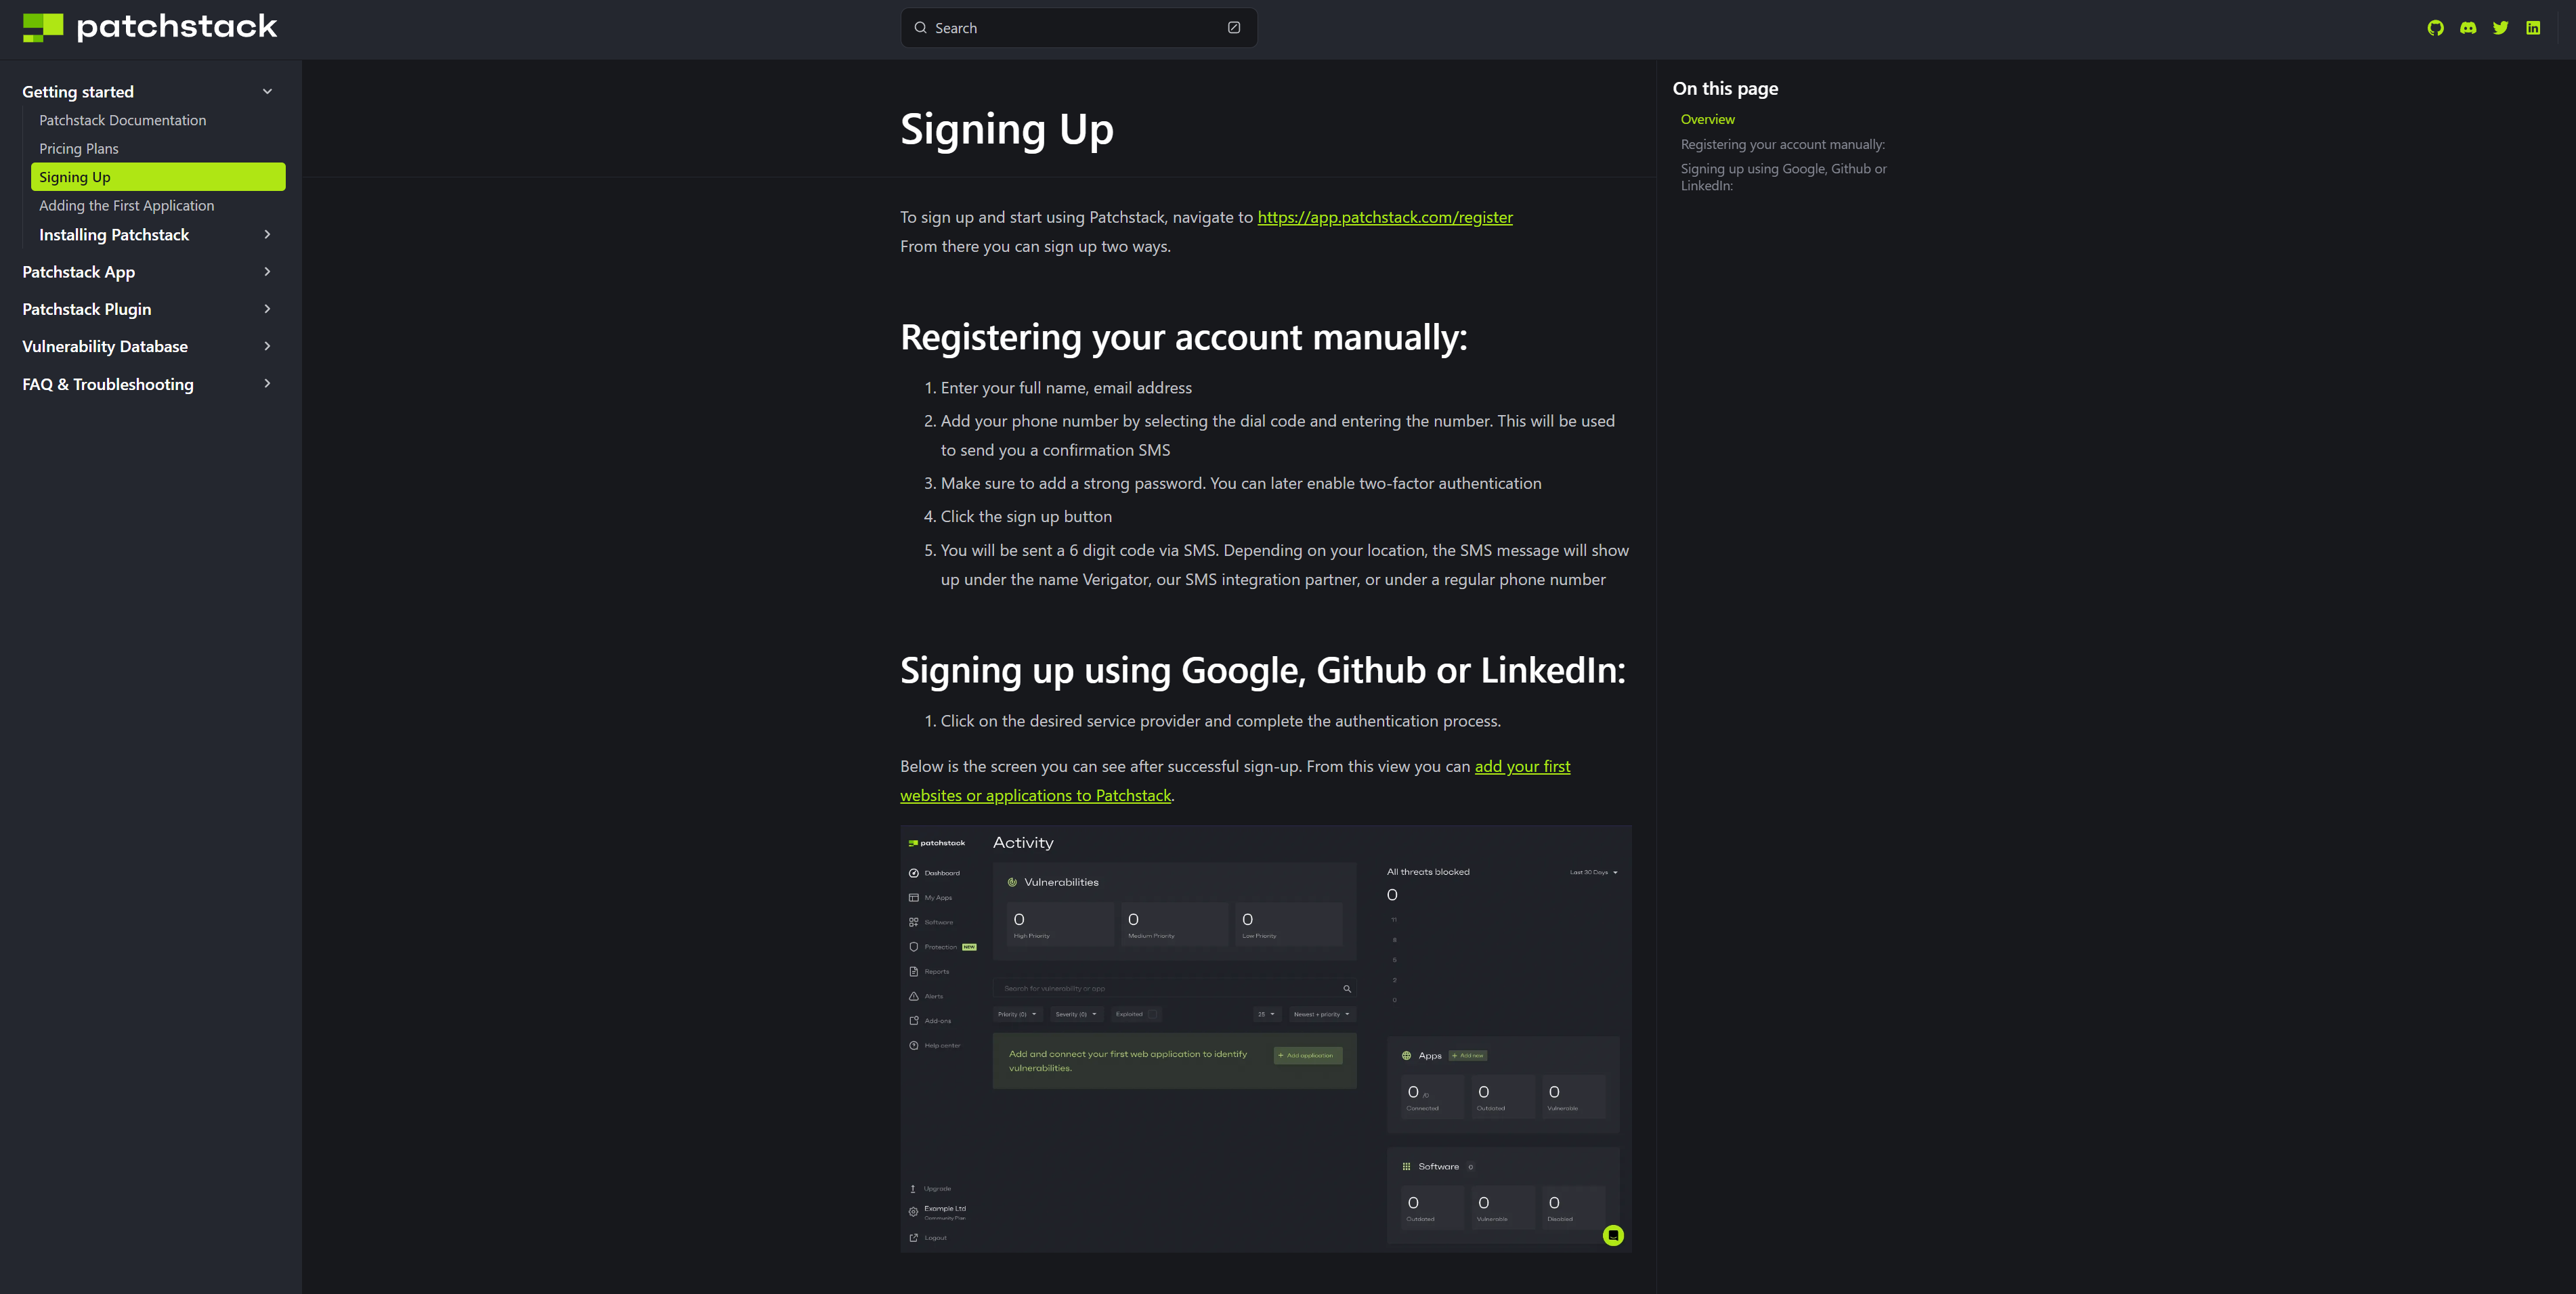 patchstack
Search
Getting started
Patchstack Documentation
Pricing Plans
Signing Up
Adding the First Application
Installing Patchstack
Patchstack App
Patchstack Plugin
Vulnerability Database
FAQ & Troubleshooting
Signing Up
To sign up and start using Patchstack, navigate to https://app.patchstack.com/register
From there you can sign up two ways.
Registering your account manually:
1. Enter your full name, email address
2. Add your phone number by selecting the dial code and entering the number. This will be used
to send you a confirmation SMS
3. Make sure to add a strong password. You can later enable two-factor authentication
4. Click the sign up button
5. You will be sent a 6 digit code via SMS. Depending on your location, the SMS message will show
up under the name Verigator, our SMS integration partner, or under a regular phone number
Signing up using Google, Github or LinkedIn:
1. Click on the desired service provider and complete the authentication process.
Below is the screen you can see after successful sign-up. From this view you can add your first
websites or applications to Patchstack.
patchstack
Dashboard
My Apps
Software
Protection NEW
Reports
Alerts
Add-ons
Help center
Upgrade
Example Ltd
Community Plan
Logout
Activity
Vulnerabilities
0
High Priority
0
Medium Priority
0
Low Priority
Search for vulnerability or app
Priority (0) Severity (0) Exploited 25 Newest + priority
Add and connect your first web application to identify
vulnerabilities.
+ Add application
All threats blocked Last 30 Days
0
11
8
5
2
0
Apps + Add new
0 /0
Connected
0
Outdated
0
Vulnerable
Software 0
0
Outdated
0
Vulnerable
0
Disabled
On this page
Overview
Registering your account manually:
Signing up using Google, Github or
LinkedIn: